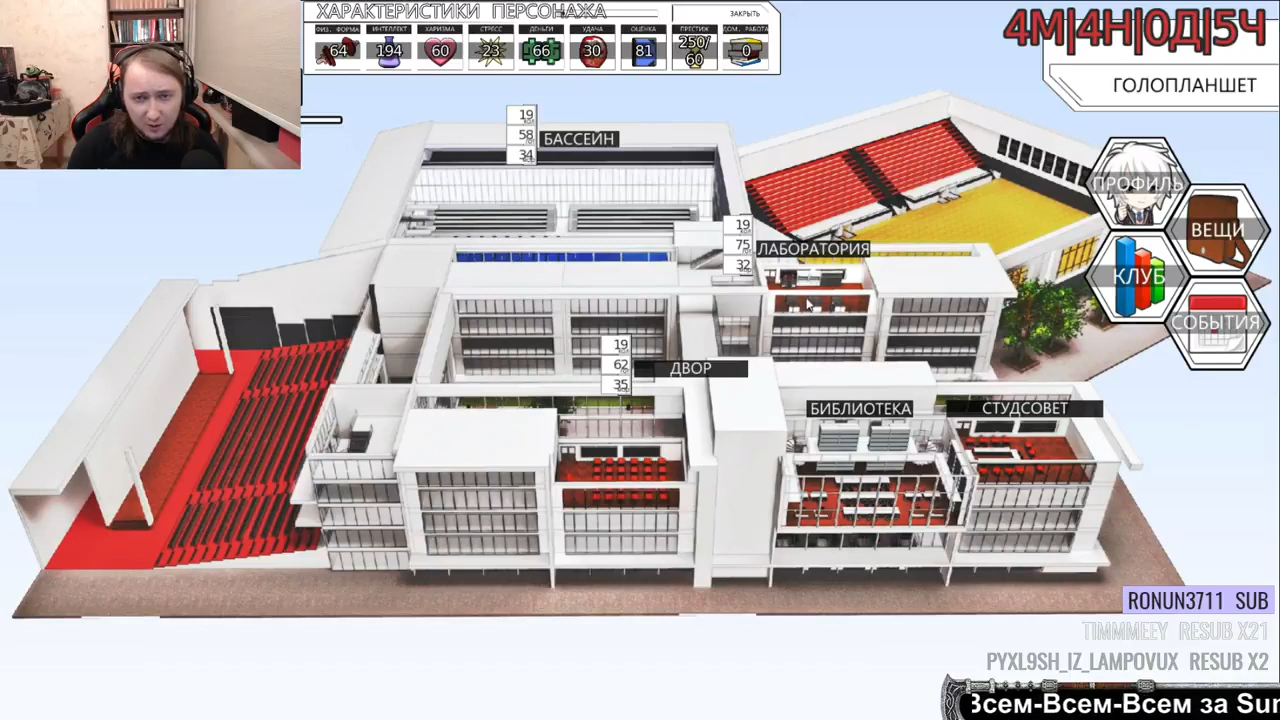 ХАРАКТЕРИСТИКИ ПЕРСОНАЖА
ЗАКРЫТЬ
ФИЗ. ФОРМА ИНТЕЛЛЕКТ ХАРИЗМА СТРЕСС ДЕНЬГИ УДАЧА ОЦЕНКА ПРЕСТИЖ ДОМ. РАБОТА
64 194 60 23 66 30 81 250/60 0
4М|4Н|0Д|5Ч
ГОЛОПЛАНШЕТ
ПРОФИЛЬ
ВЕЩИ
КЛУБ
СОБЫТИЯ
19
58
34
БАССЕЙН
19
75
32
ЛАБОРАТОРИЯ
19
62
35
ДВОР
БИБЛИОТЕКА
СТУДСОВЕТ
RONUN3711 SUB
TIMMMEEY RESUB X21
PYXL9SH_IZ_LAMPOVUX RESUB X2
Всем-Всем-Всем за Sur